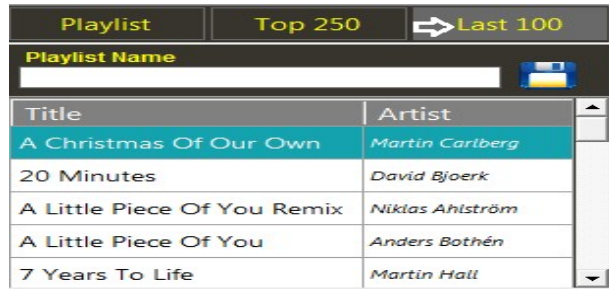 Playlist Top 250 Last 100
Playlist Name
Title Artist
A Christmas Of Our Own Martin Carlberg
20 Minutes David Bjoerk
A Little Piece Of You Remix Niklas Ahlström
A Little Piece Of You Anders Bothén
7 Years To Life Martin Hall